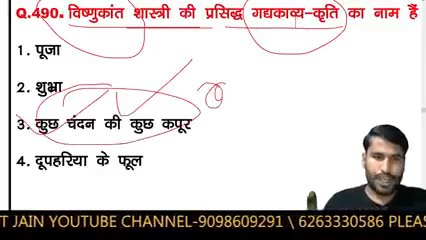 Q.490. विष्णुकांत शास्त्री की प्रसिद्ध गद्यकाव्य-कृति का नाम हैं
1. पूजा
2. शुभ्रा
3. कुछ चंदन की कुछ कपूर
4. दूपहरिया के फूल
T JAIN YOUTUBE CHANNEL-9098609291 \ 6263330586 PLEAS